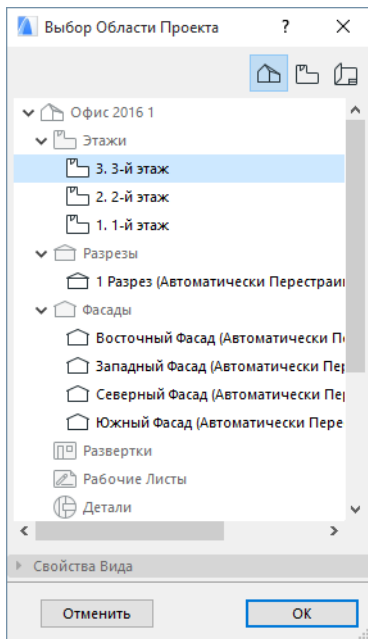 Выбор Области Проекта ? X
Офис 2016 1
Этажи
3. 3-й этаж
2. 2-й этаж
1. 1-й этаж
Разрезы
1 Разрез (Автоматически Перестраи
Фасады
Восточный Фасад (Автоматически П
Западный Фасад (Автоматически Пер
Северный Фасад (Автоматически Пе
Южный Фасад (Автоматически Пере
Развертки
Рабочие Листы
Детали
Свойства Вида
Отменить OK